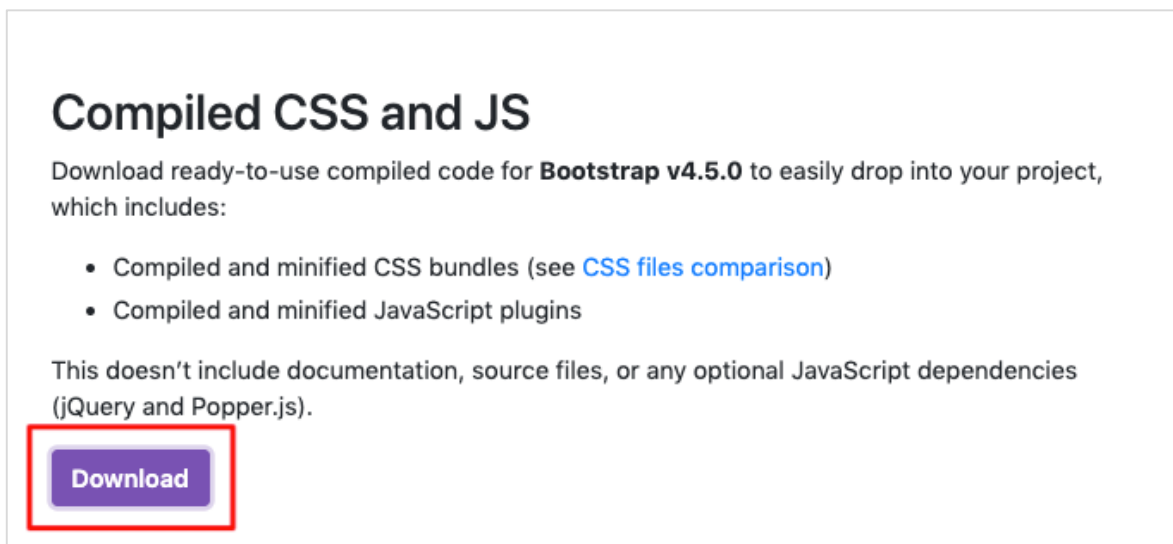 Compiled CSS and JS
Download ready-to-use compiled code for Bootstrap v4.5.0 to easily drop into your project,
which includes:
• Compiled and minified CSS bundles (see CSS files comparison)
• Compiled and minified JavaScript plugins
This doesn’t include documentation, source files, or any optional JavaScript dependencies
(jQuery and Popper.js).
Download